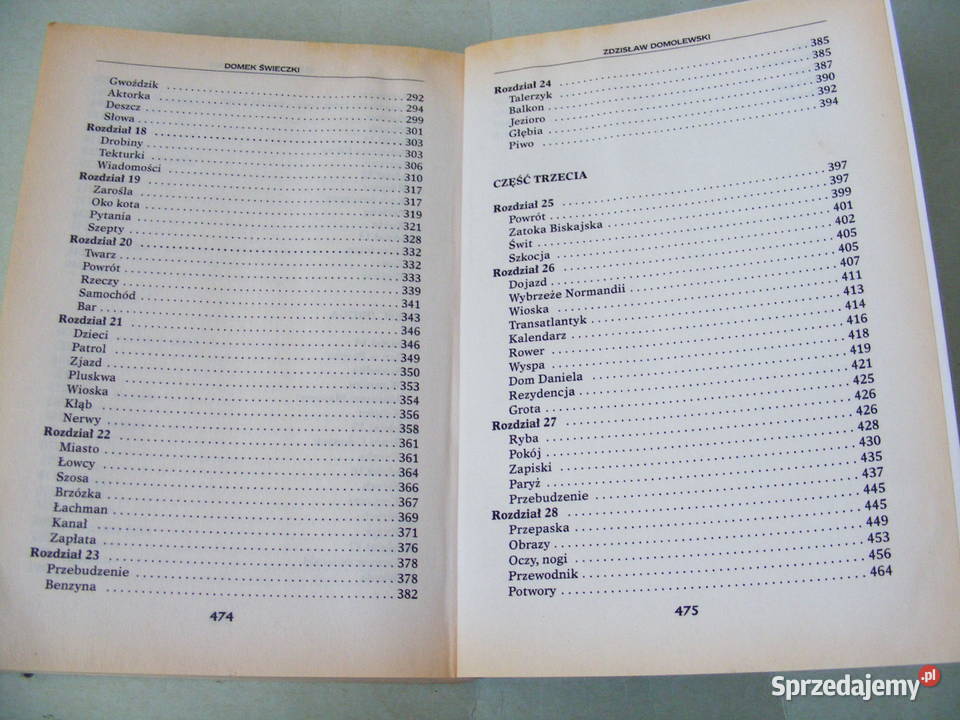 DOMEK ŚWIECZKI
Gwoździk ........ 292
Aktorka ........ 294
Deszcz ........ 299
Słowa ........ 301
Rozdział 18 ........ 303
Drobiny ........ 303
Tekturki ........ 306
Wiadomości ........ 310
Rozdział 19 ........ 317
Zarośla ........ 317
Oko kota ........ 319
Pytania ........ 321
Szepty ........ 328
Rozdział 20 ........ 332
Twarz ........ 332
Powrót ........ 333
Rzeczy ........ 339
Samochód ........ 341
Bar ........ 343
Rozdział 21 ........ 346
Dzieci ........ 346
Patrol ........ 349
Zjazd ........ 350
Pluskwa ........ 353
Wioska ........ 354
Kłąb ........ 356
Nerwy ........ 358
Rozdział 22 ........ 361
Miasto ........ 361
Łowcy ........ 364
Szosa ........ 366
Brzózka ........ 367
Łachman ........ 369
Kanał ........ 371
Zapłata ........ 376
Rozdział 23 ........ 378
Przebudzenie ........ 378
Benzyna ........ 382
474
ZDZISŁAW DOMOLEWSKI
Rozdział 24 ........ 385
Talerzyk ........ 385
Balkon ........ 387
Jezioro ........ 390
Głębia ........ 392
Piwo ........ 394
CZĘŚĆ TRZECIA
Rozdział 25 ........ 397
Powrót ........ 397
Zatoka Biskajska ........ 399
Świt ........ 401
Szkocja ........ 402
Rozdział 26 ........ 405
Dojazd ........ 405
Wybrzeże Normandii ........ 407
Wioska ........ 411
Transatlantyk ........ 413
Kalendarz ........ 414
Rower ........ 416
Wyspa ........ 418
Dom Daniela ........ 419
Rezydencja ........ 421
Grota ........ 425
Rozdział 27 ........ 426
Ryba ........ 426
Pokój ........ 428
Zapiski ........ 430
Paryż ........ 435
Przebudzenie ........ 437
Rozdział 28 ........ 445
Przepaska ........ 445
Obrazy ........ 449
Oczy, nogi ........ 453
Przewodnik ........ 456
Potwory ........ 464
475
Sprzedajemy.pl